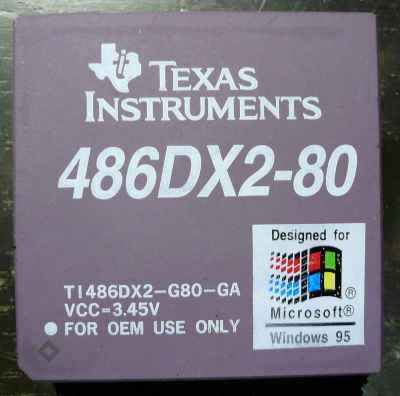 TEXAS
INSTRUMENTS
486DX2-80
TI486DX2-G80-GA
VCC=3.45V
FOR OEM USE ONLY
Designed for
®
Microsoft®
Windows 95